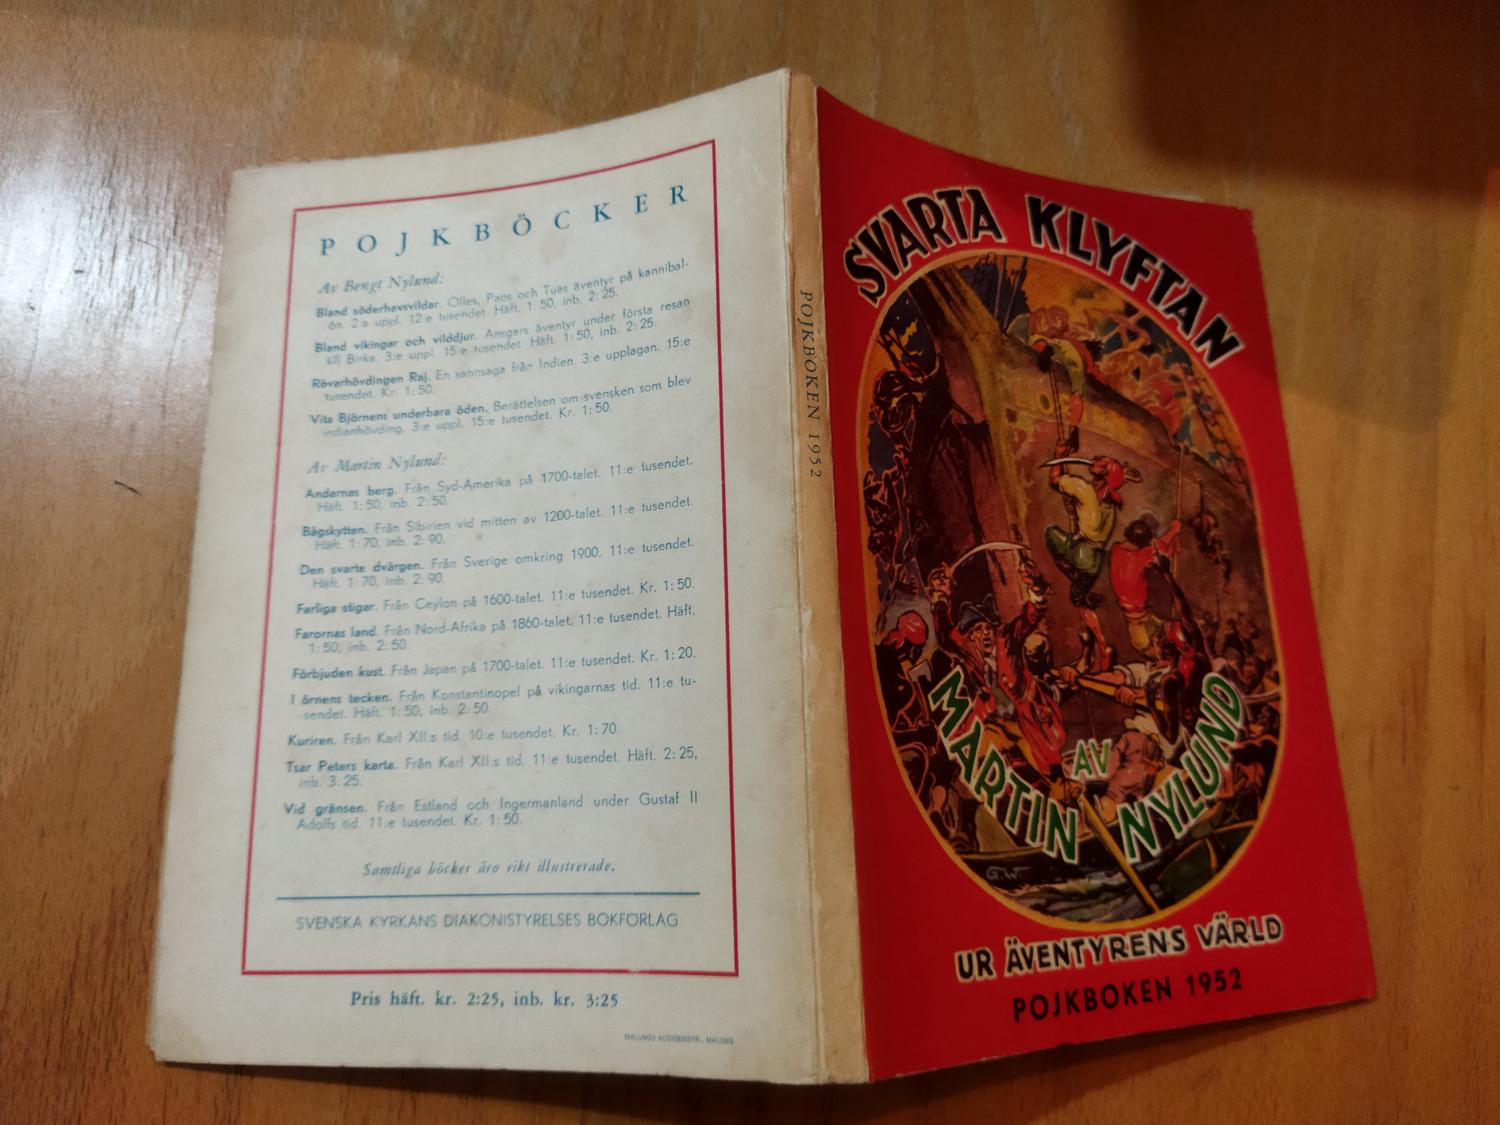 POJKBÖCKER
Av Bengt Nylund:
Bland söderhavsvildar. Olles, Paos och Tuas äventyr på kannibal-
ön. 2:a uppl. 12:e tusendet. Häft. 1:50, inb. 2:25.
Bland vikingar och vilddjur. Ansgars äventyr under första resan
till Birka. 3:e uppl. 15:e tusendet. Häft. 1:50, inb. 2:25.
Rövarhövdingen Raj. En sannsaga från Indien. 3:e upplagan. 15:e
tusendet. Kr. 1:50.
Vita Björnens underbara öden. Berättelsen om svensken som blev
indianhövding. 3:e uppl. 15:e tusendet. Kr. 1:50.
Av Martin Nylund:
Andernas berg. Från Syd-Amerika på 1700-talet. 11:e tusendet.
Häft. 1:50, inb. 2:50.
Bågskytten. Från Sibirien vid mitten av 1200-talet. 11:e tusendet.
Häft. 1:70, inb. 2:90.
Den svarte dvärgen. Från Sverige omkring 1900. 11:e tusendet.
Häft. 1:70, inb. 2:90.
Farliga stigar. Från Ceylon på 1600-talet. 11:e tusendet. Kr. 1:50.
Farornas land. Från Nord-Afrika på 1860-talet. 11:e tusendet. Häft.
1:50, inb. 2:50.
Förbjuden kust. Från Japan på 1700-talet. 11:e tusendet. Kr. 1:20.
I örnens tecken. Från Konstantinopel på vikingarnas tid. 11:e tu-
sendet. Häft. 1:50, inb. 2:50.
Kuriren. Från Karl XII:s tid. 10:e tusendet. Kr. 1:70.
Tsar Peters karta. Från Karl XII:s tid. 11:e tusendet. Häft. 2:25,
inb. 3:25.
Vid gränsen. Från Estland och Ingermanland under Gustaf II
Adolfs tid. 11:e tusendet. Kr. 1:50.
Samtliga böcker äro rikt illustrerade.
SVENSKA KYRKANS DIAKONISTYRELSES BOKFÖRLAG
Pris häft. kr. 2:25, inb. kr. 3:25
MALUNGS ACCIDENSTR., MALUNG
POJKBOKEN 1952
SVARTA KLYFTAN
AV
MARTIN NYLUND
UR ÄVENTYRENS VÄRLD
POJKBOKEN 1952